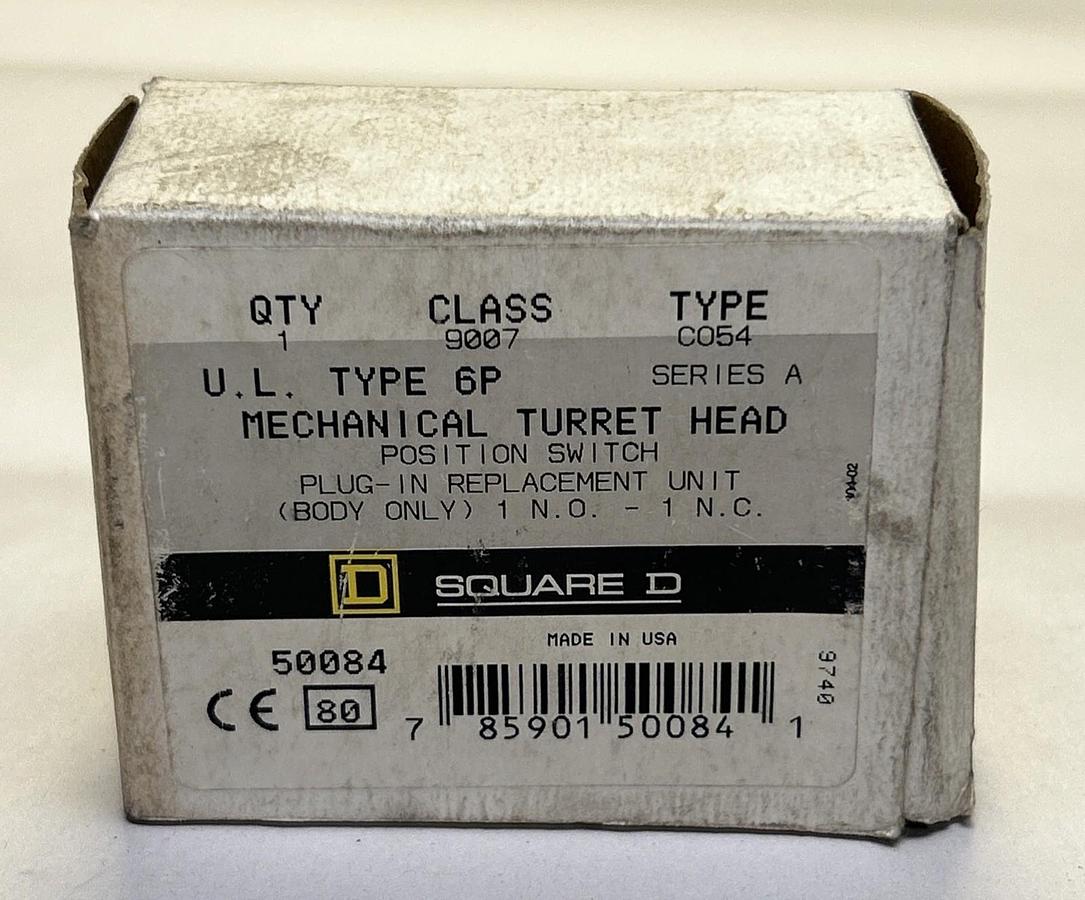 QTY CLASS TYPE
1 9007 CO54
U.L. TYPE 6P SERIES A
MECHANICAL TURRET HEAD
POSITION SWITCH
PLUG-IN REPLACEMENT UNIT
(BODY ONLY) 1 N.O. - 1 N.C.
D SQUARE D
MADE IN USA
50084
CE 80
7 85901 50084 1
9740